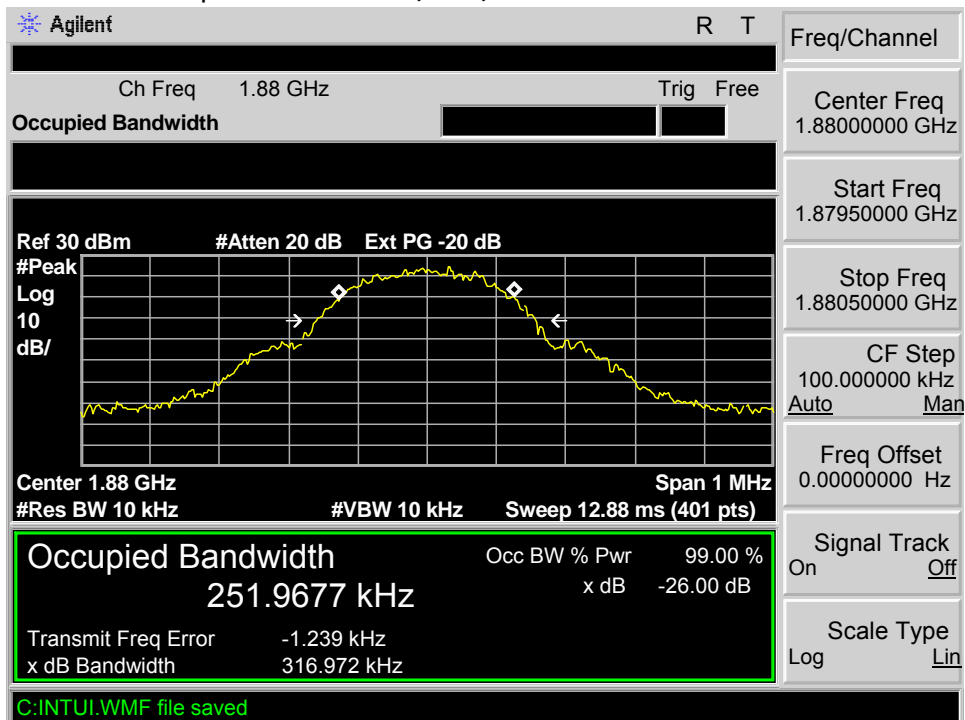 Agilent R T
Ch Freq 1.88 GHz Trig Free
Occupied Bandwidth
Ref 30 dBm #Atten 20 dB Ext PG -20 dB
#Peak
Log
10
dB/
Center 1.88 GHz Span 1 MHz
#Res BW 10 kHz #VBW 10 kHz Sweep 12.88 ms (401 pts)
Occupied Bandwidth Occ BW % Pwr 99.00 %
251.9677 kHz x dB -26.00 dB
Transmit Freq Error -1.239 kHz
x dB Bandwidth 316.972 kHz
C:INTUI.WMF file saved
Freq/Channel
Center Freq
1.88000000 GHz
Start Freq
1.87950000 GHz
Stop Freq
1.88050000 GHz
CF Step
100.000000 kHz
Auto Man
Freq Offset
0.00000000 Hz
Signal Track
On Off
Scale Type
Log Lin